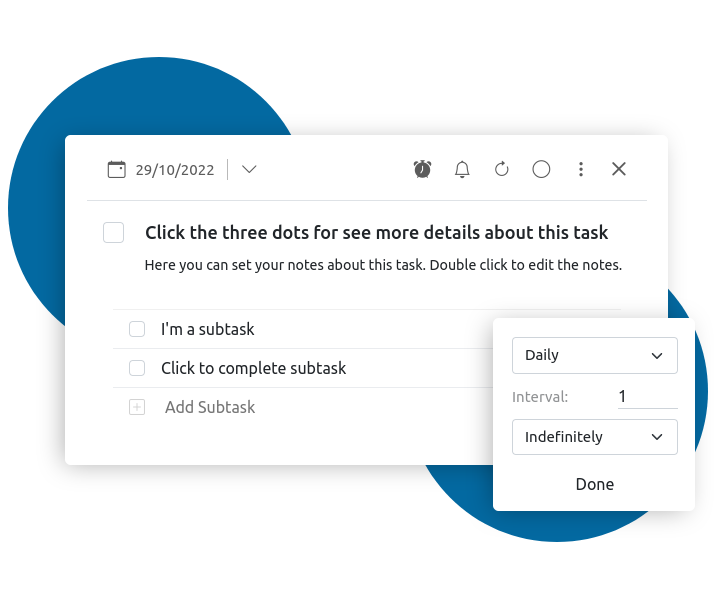 29/10/2022
Click the three dots for see more details about this task
Here you can set your notes about this task. Double click to edit the notes.
I'm a subtask
Click to complete subtask
Add Subtask
Daily
Interval: 1
Indefinitely
Done